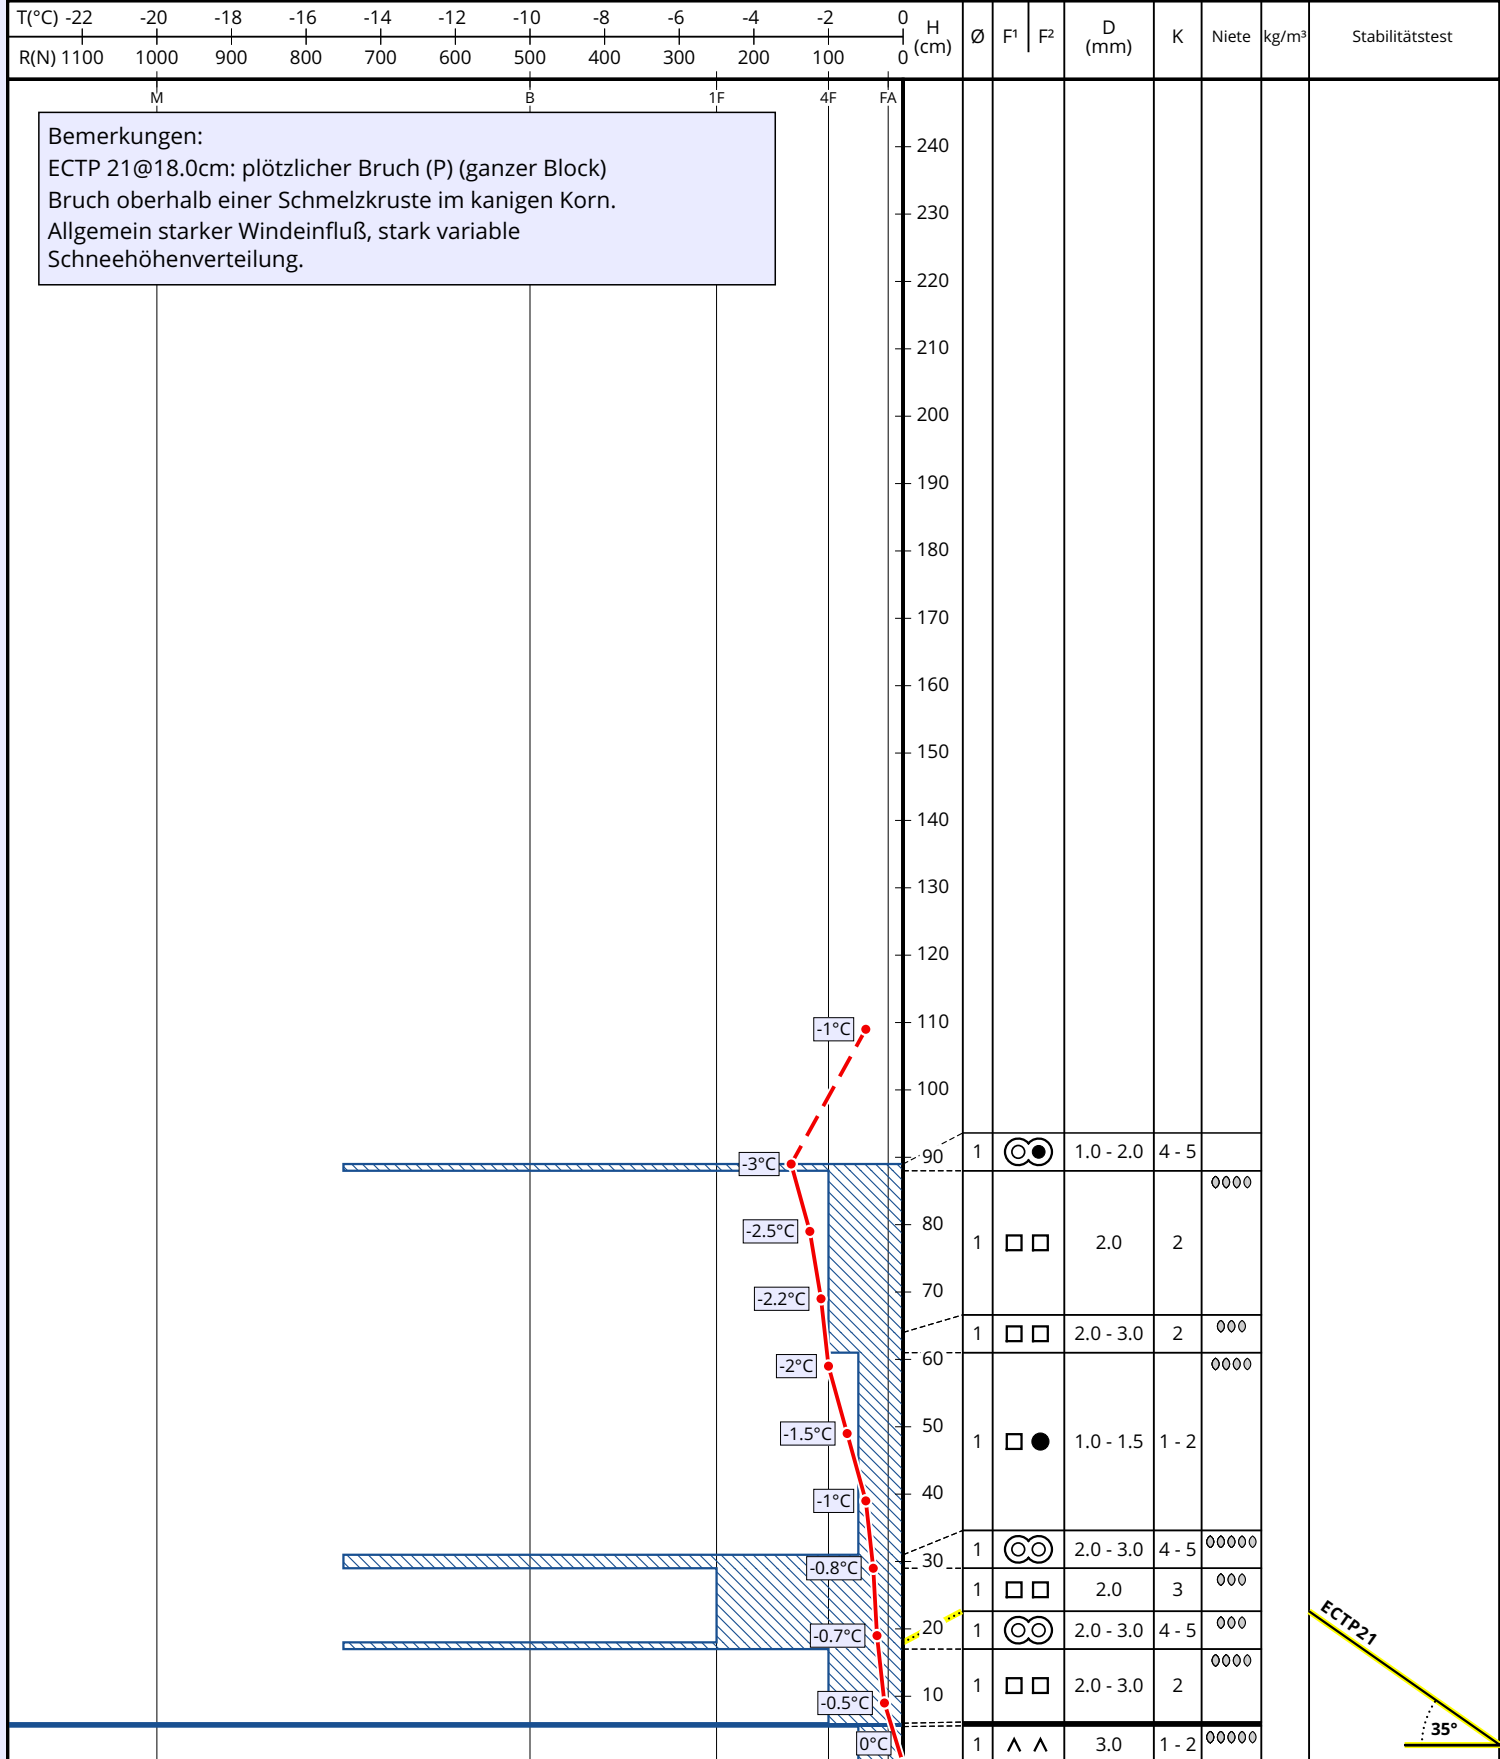 T(°C) -22 -20 -18 -16 -14 -12 -10 -8 -6 -4 -2 0
R(N) 1100 1000 900 800 700 600 500 400 300 200 100 0
H (cm) Ø F¹ F² D (mm) K Niete kg/m³ Stabilitätstest
M B 1F 4F FA
Bemerkungen:
ECTP 21@18.0cm: plötzlicher Bruch (P) (ganzer Block)
Bruch oberhalb einer Schmelzkruste im kanigen Korn.
Allgemein starker Windeinfluß, stark variable
Schneehöhenverteilung.
240
230
220
210
200
190
180
170
160
150
140
130
120
-1°C 110
100
-3°C 90 1 1.0 - 2.0 4 - 5
-2.5°C 80 1 2.0 2
-2.2°C 70
1 2.0 - 3.0 2
-2°C 60
-1.5°C 50 1 1.0 - 1.5 1 - 2
-1°C 40
-0.8°C 30 1 2.0 - 3.0 4 - 5
1 2.0 3
-0.7°C 20 1 2.0 - 3.0 4 - 5 ECTP21
-0.5°C 10 1 2.0 - 3.0 2
0°C 1 3.0 1 - 2 35°